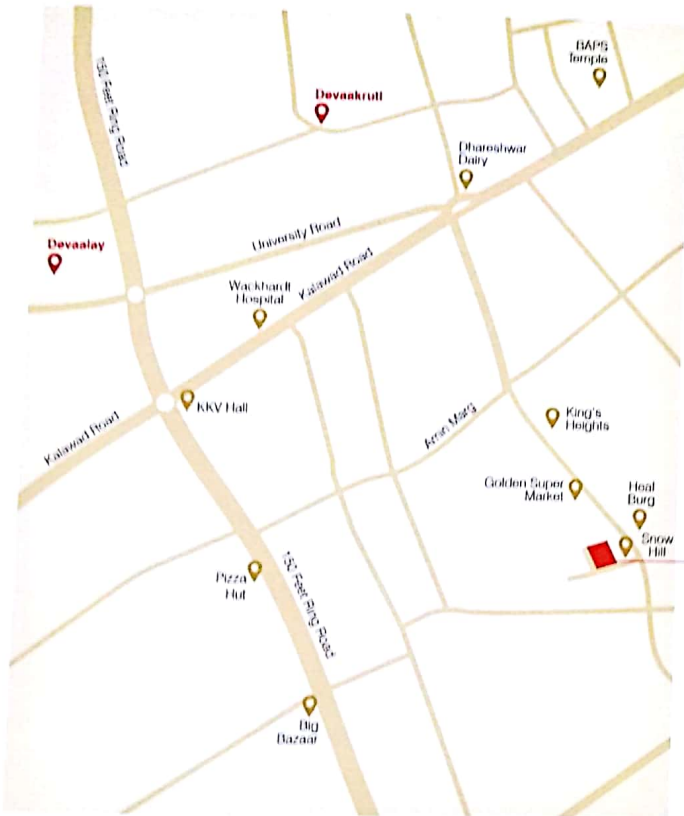 BAPS
Temple
150 Feet Ring Road
Devaakruti
Dhareshwar
Dairy
University Road
Devaalay
Kalawad Road
Wackhardt
Hospital
KKV Hall
Kalawad Road
Amin Marg
King's
Heights
Golden Super
Market
Heal
Burg
Snow
Hill
Pizza
Hut
150 Feet Ring Road
Big
Bazaar